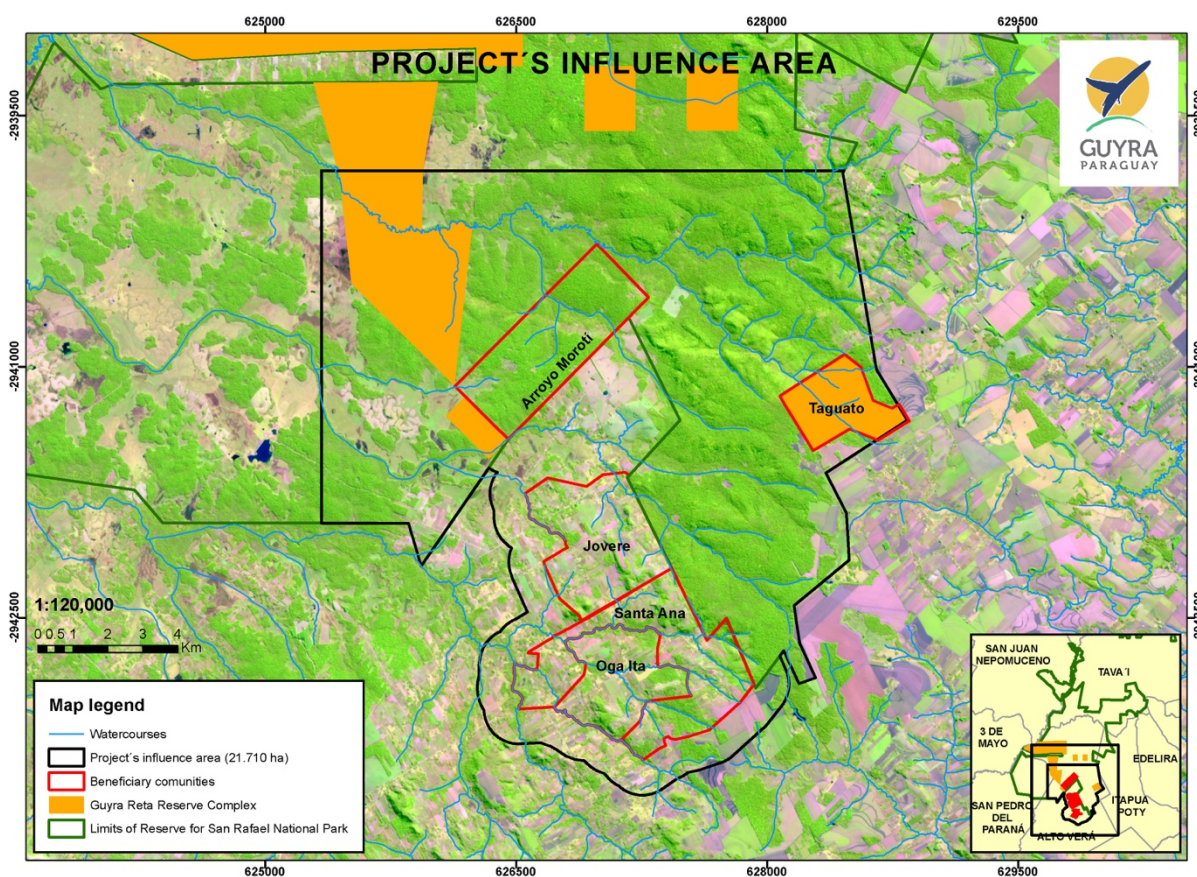 625000 626500 628000 629500
PROJECT´S INFLUENCE AREA
GUYRA
PARAGUAY
-2939500
-2941000
-2942500
Arroyo Morotí
Taguato
Jovere
Santa Ana
Oga Ita
1:120,000
0 0.5 1 2 3 4
Km
Map legend
Watercourses
Project´s influence area (21.710 ha)
Beneficiary comunities
Guyra Reta Reserve Complex
Limits of Reserve for San Rafael National Park
SAN JUAN
NEPOMUCENO
TAVA´I
3 DE
MAYO
EDELIRA
SAN PEDRO
DEL
PARANÁ
ITAPUA
POTY
ALTO VERÁ
625000 626500 628000 629500